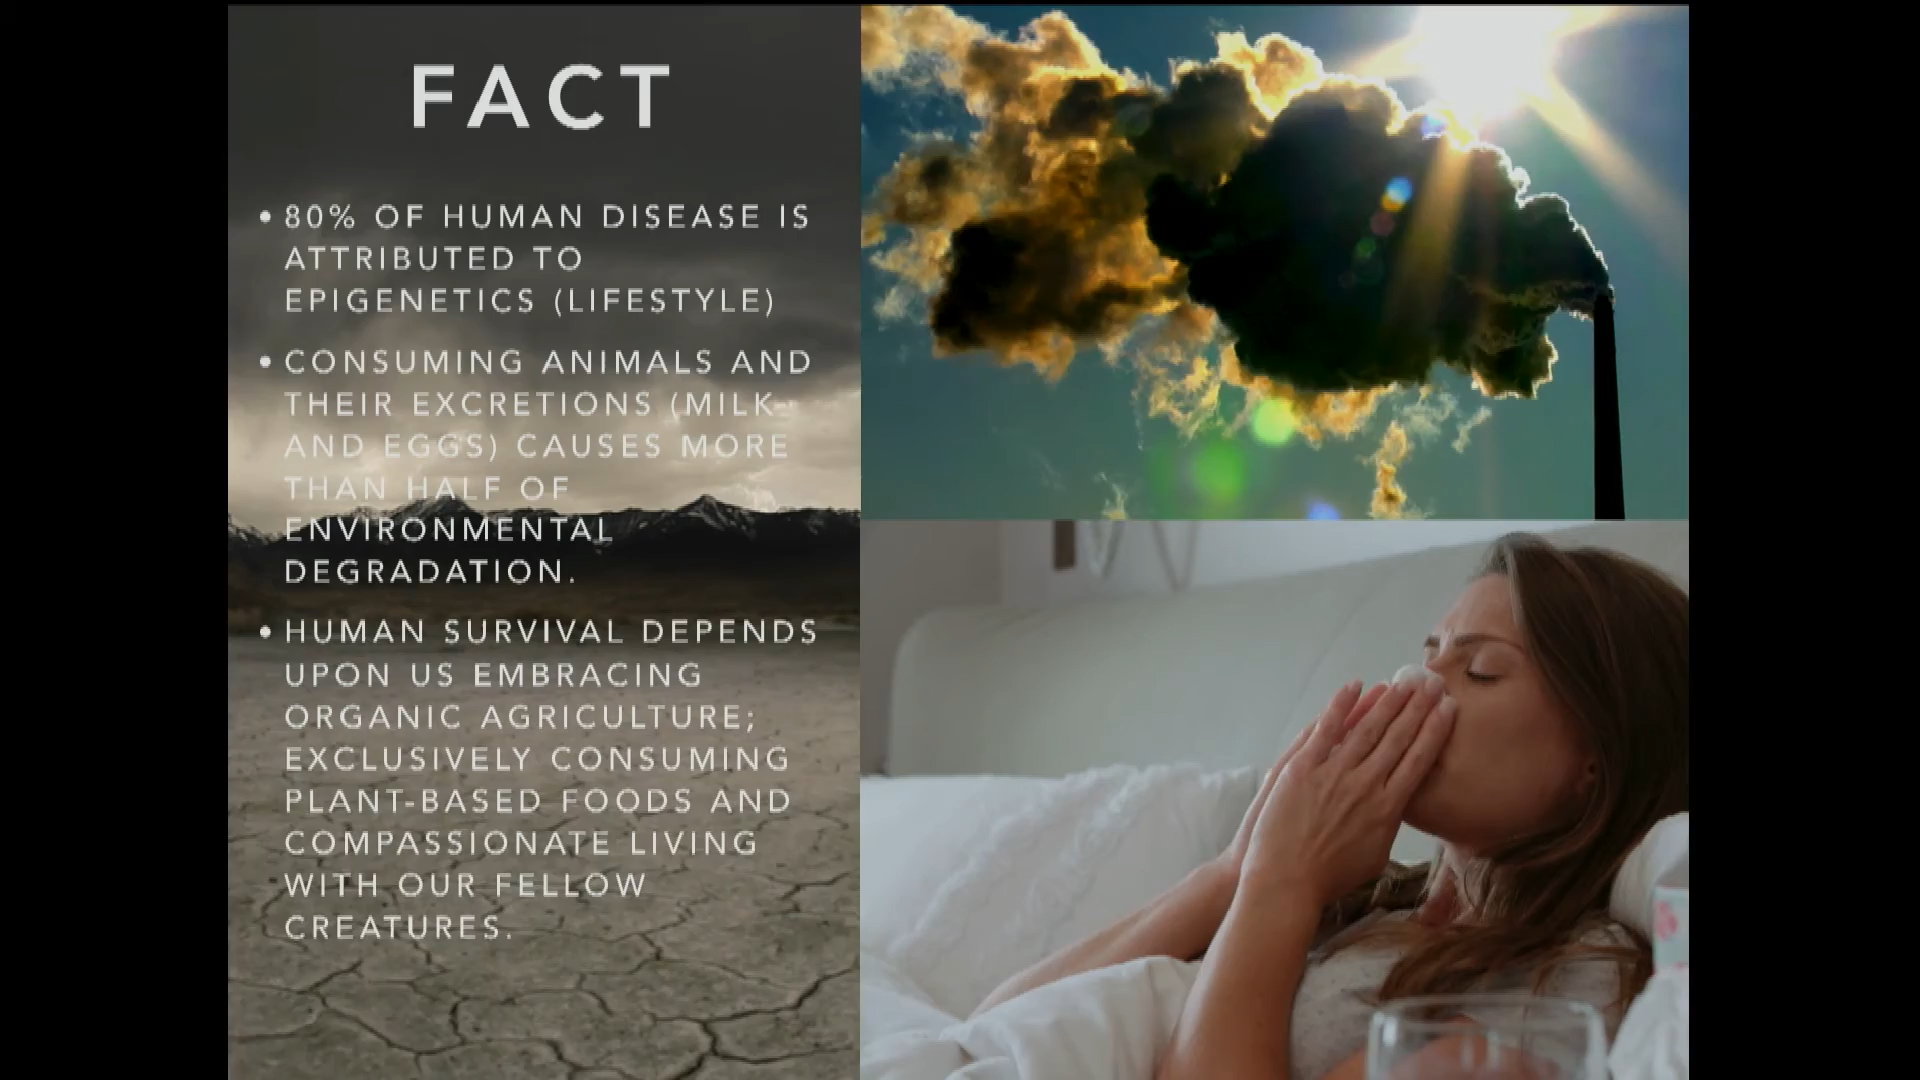 FACT
• 80% OF HUMAN DISEASE IS
ATTRIBUTED TO
EPIGENETICS (LIFESTYLE)
• CONSUMING ANIMALS AND
THEIR EXCRETIONS (MILK
AND EGGS) CAUSES MORE
THAN HALF OF
ENVIRONMENTAL
DEGRADATION.
• HUMAN SURVIVAL DEPENDS
UPON US EMBRACING
ORGANIC AGRICULTURE;
EXCLUSIVELY CONSUMING
PLANT-BASED FOODS AND
COMPASSIONATE LIVING
WITH OUR FELLOW
CREATURES.